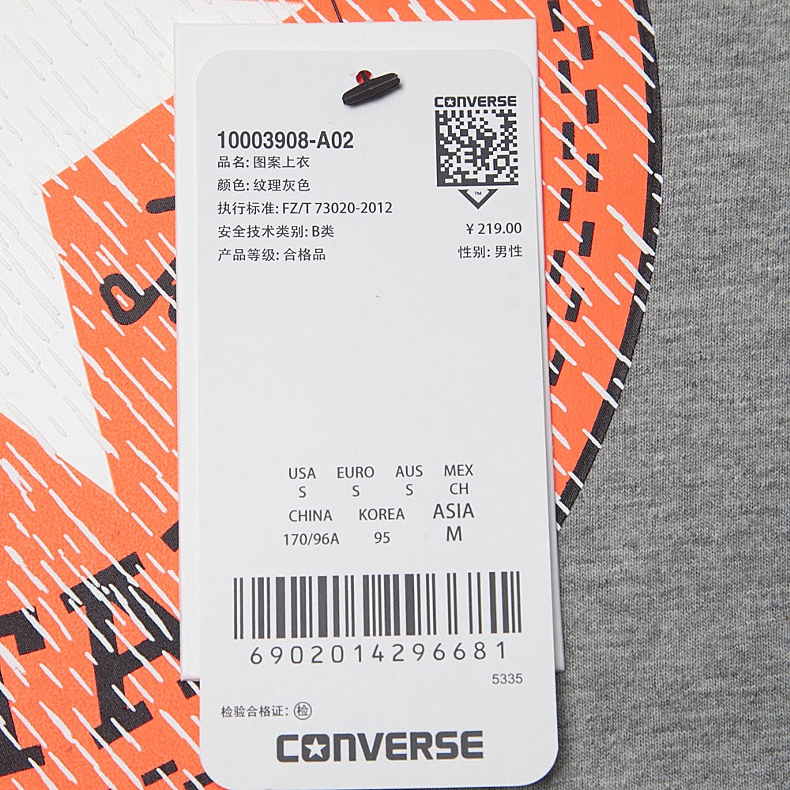 CONVERSE
10003908-A02
品名: 图案上衣
颜色: 纹理灰色
执行标准: FZ/T 73020-2012
安全技术类别: B类 ¥ 219.00
产品等级: 合格品 性别: 男性
USA EURO AUS MEX
S S S CH
CHINA KOREA ASIA
170/96A 95 M
6902014296681
5335
检验合格证: 检
CONVERSE
TM